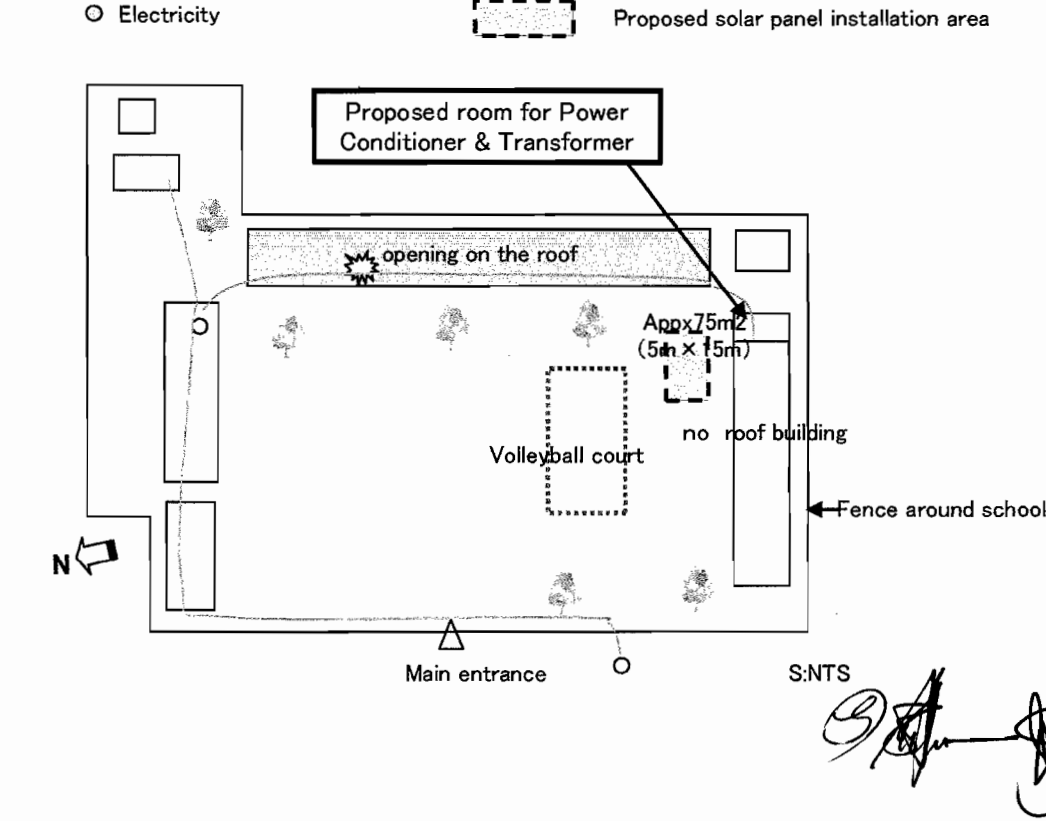 Electricity
Proposed solar panel installation area
Proposed room for Power
Conditioner & Transformer
opening on the roof
Appx75m2
(5m × 15m)
no roof building
Volleyball court
Fence around school
N
Main entrance
S:NTS